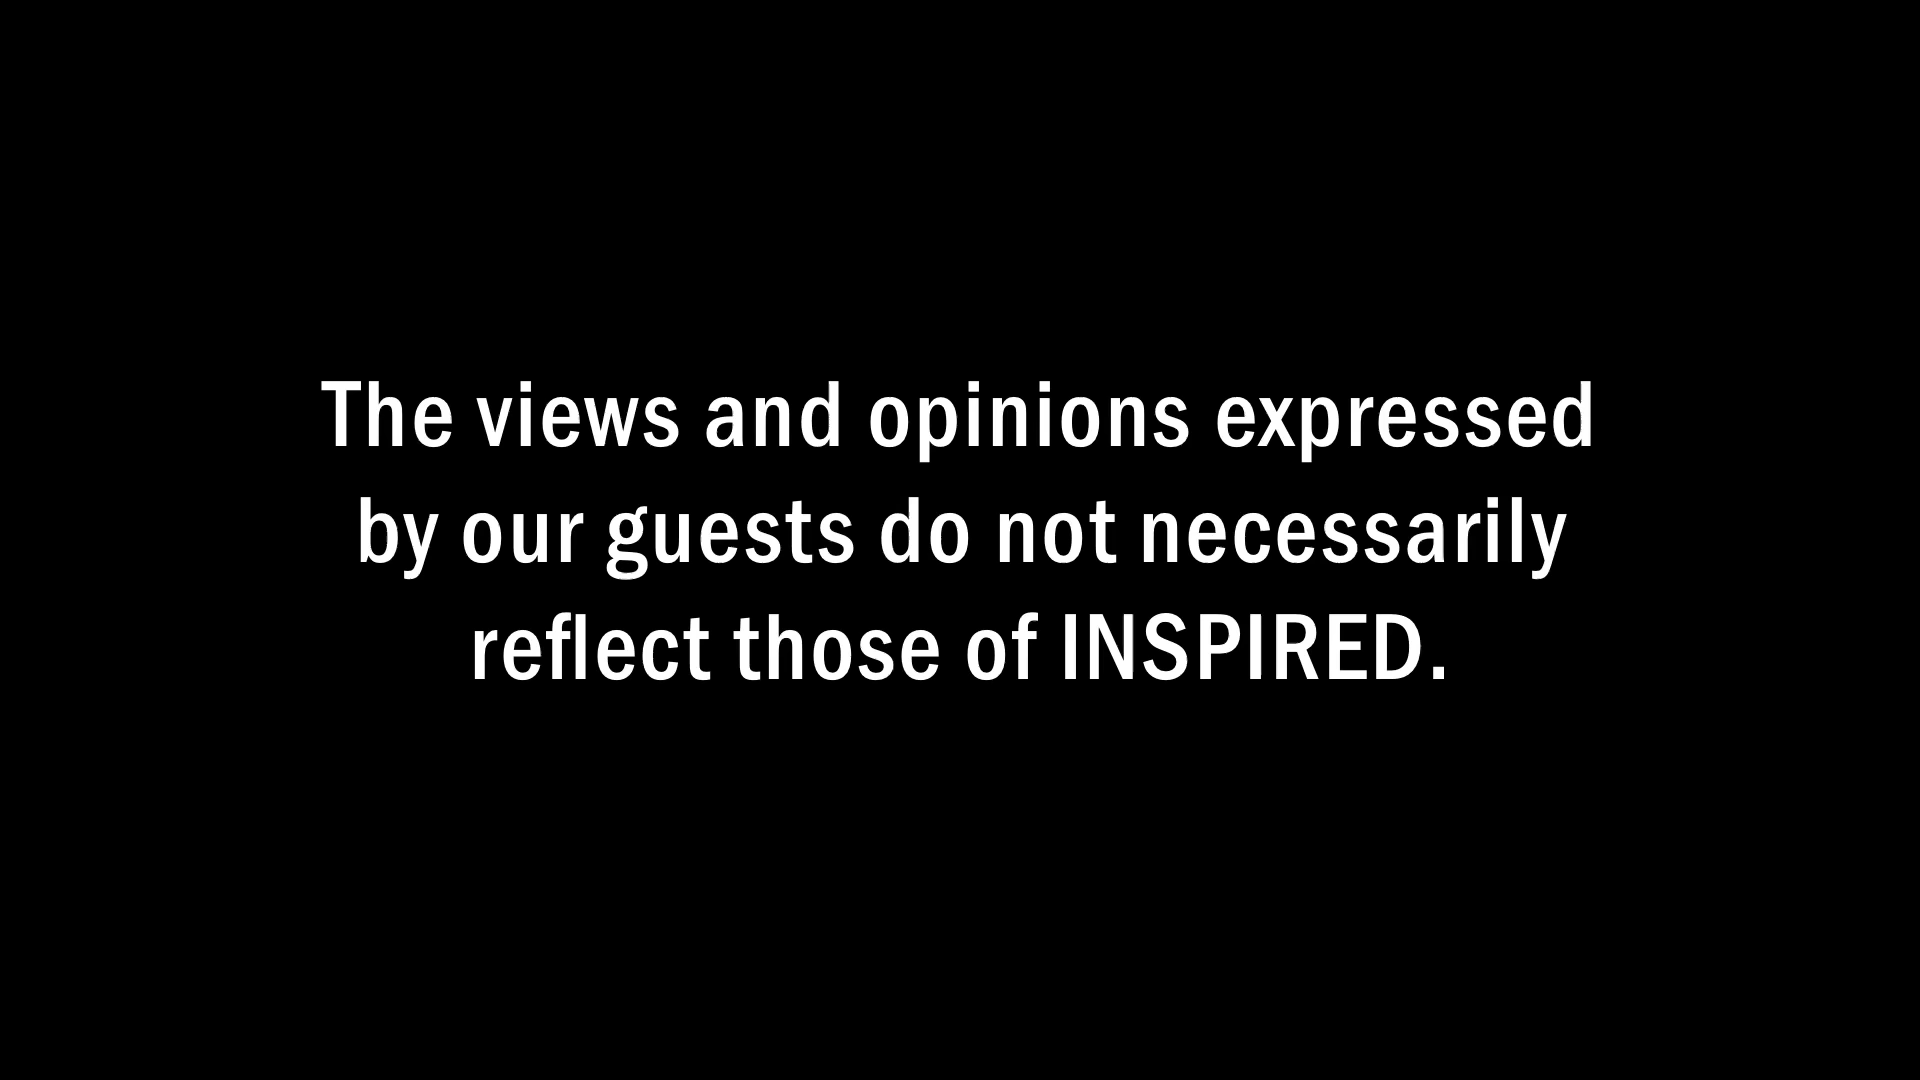 The views and opinions expressed
by our guests do not necessarily
reflect those of INSPIRED.